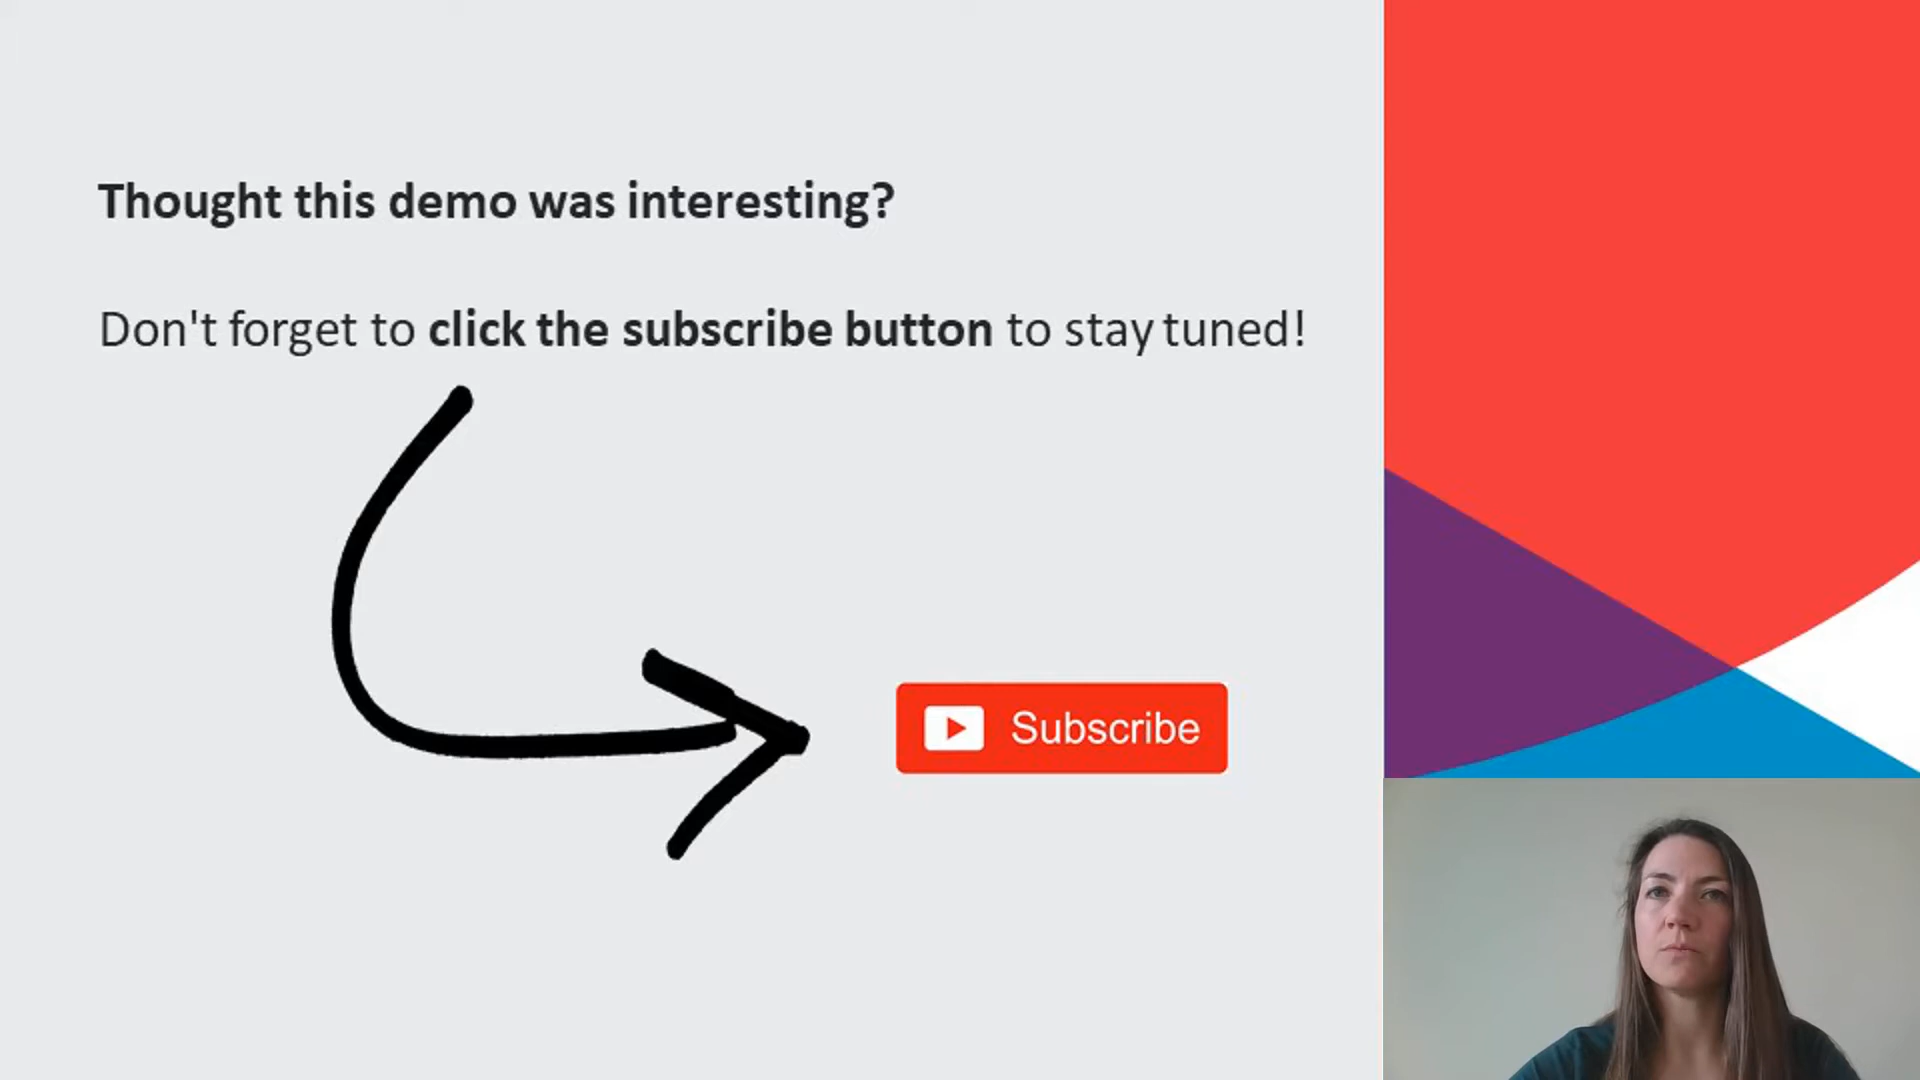 Thought this demo was interesting?
Don't forget to click the subscribe button to stay tuned!
Subscribe